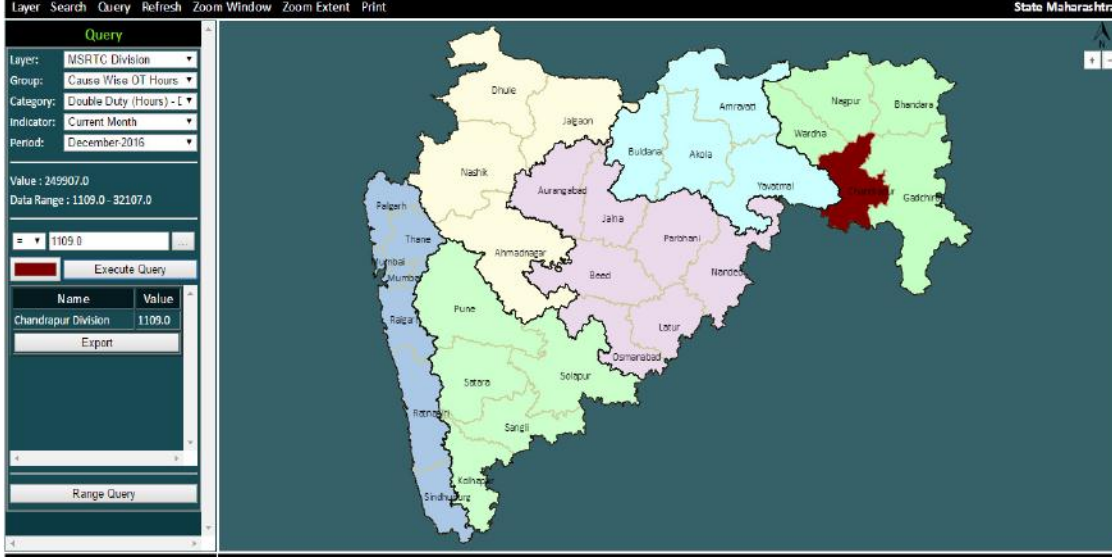 Layer Search Query Refresh Zoom Window Zoom Extent Print
State Maharashtra
Query
Layer: MSRTC Division
Group: Cause Wise OT Hours
Category: Double Duty (Hours) -
Indicator: Current Month
Period: December-2016
Value : 249907.0
Data Range : 1109.0 - 32107.0
= 1109.0 ...
Execute Query
Name Value
Chandrapur Division 1109.0
Export
Range Query
N
+ -
Dhule
Jalgaon
Nashik
Ahmadnagar
Buldana
Akola
Amravati
Yavatmal
Wardha
Nagpur
Bhandara
Chandrapur
Gadchiro
Aurangabad
Jalna
Parbhani
Nanded
Beed
Latur
Osmanabad
Palgarh
Thane
Mumbai
Mumbai
Raigarh
Ratnagiri
Sindhudurg
Pune
Satara
Solapur
Sangli
Kolhapur